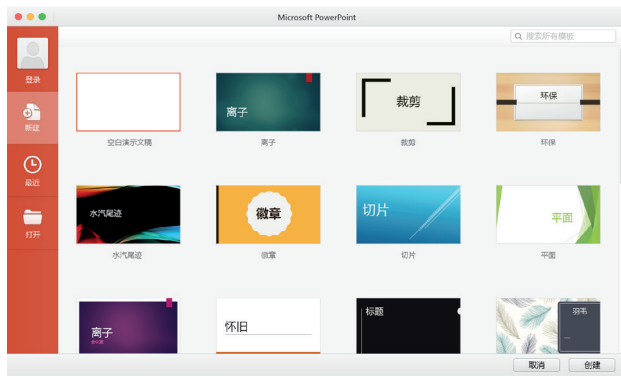 Microsoft PowerPoint
搜索所有模板
登录
新建
最近
打开
空白演示文稿
离子
离子
裁剪
裁剪
环保
环保
水汽尾迹
水汽尾迹
徽章
徽章
切片
切片
平面
平面
离子
怀旧
标题
羽韦
取消
创建